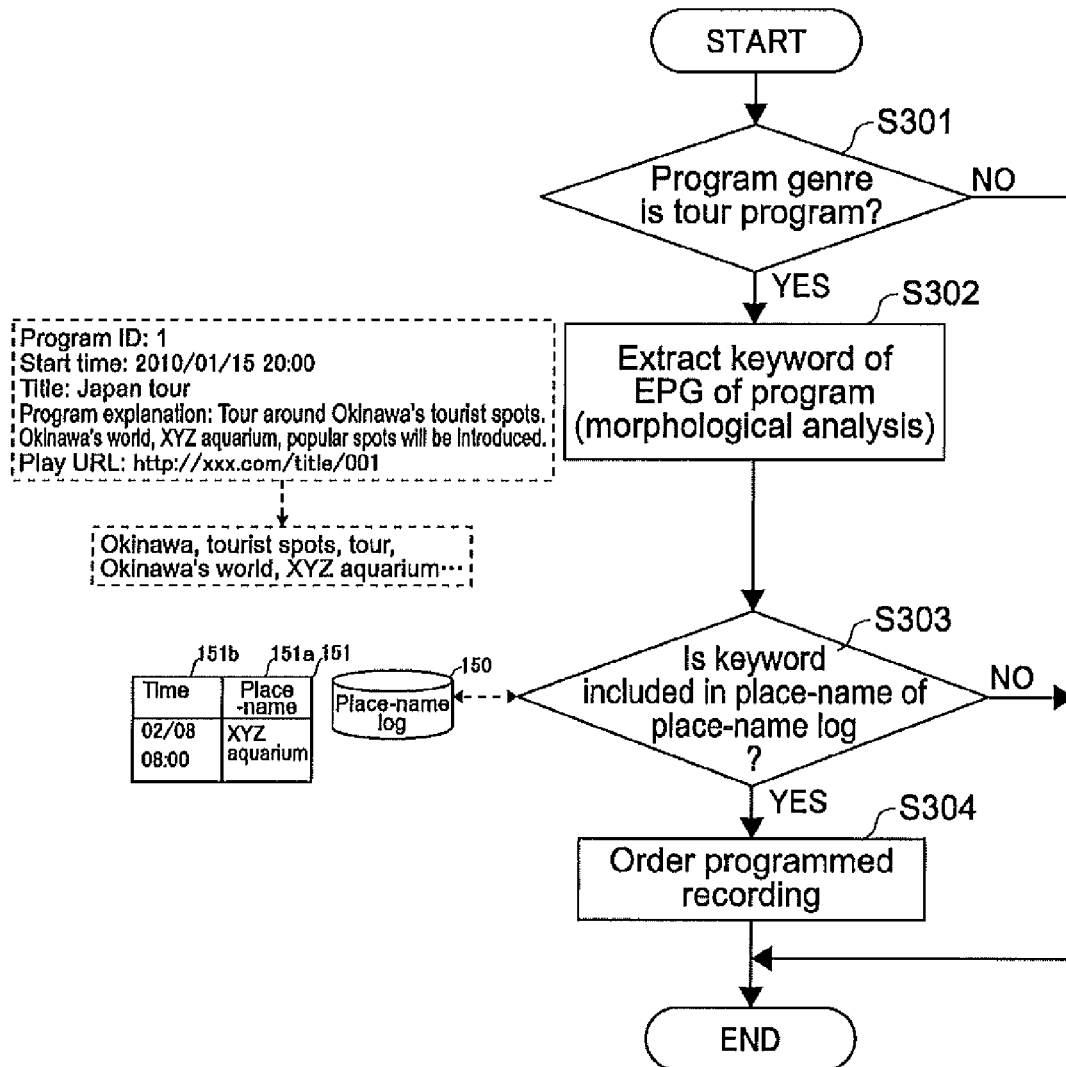 START
S301
Program genre
is tour program?
NO
YES
S302
Program ID: 1
Start time: 2010/01/15 20:00
Title: Japan tour
Program explanation: Tour around Okinawa's tourist spots.
Okinawa's world, XYZ aquarium, popular spots will be introduced.
Play URL: http://xxx.com/title/001
Extract keyword of
EPG of program
(morphological analysis)
Okinawa, tourist spots, tour,
Okinawa's world, XYZ aquarium···
S303
Is keyword
included in place-name of
place-name log
?
NO
151b 151a 151
150
Time Place
-name
02/08 XYZ
08:00 aquarium
Place-name
log
YES
S304
Order programmed
recording
END